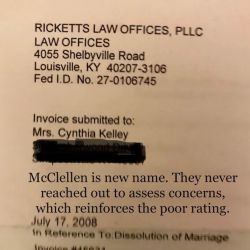 RICKETTS LAW OFFICES, PLLC
LAW OFFICES
4055 Shelbyville Road
Louisville, KY 40207-3106
Fed I.D. No. 27-0106745
Invoice submitted to:
Mrs. Cynthia Kelley
McClellen is new name. They never
reached out to assess concerns,
which reinforces the poor rating.
July 17, 2008
In Reference To: Dissolution of Marriage